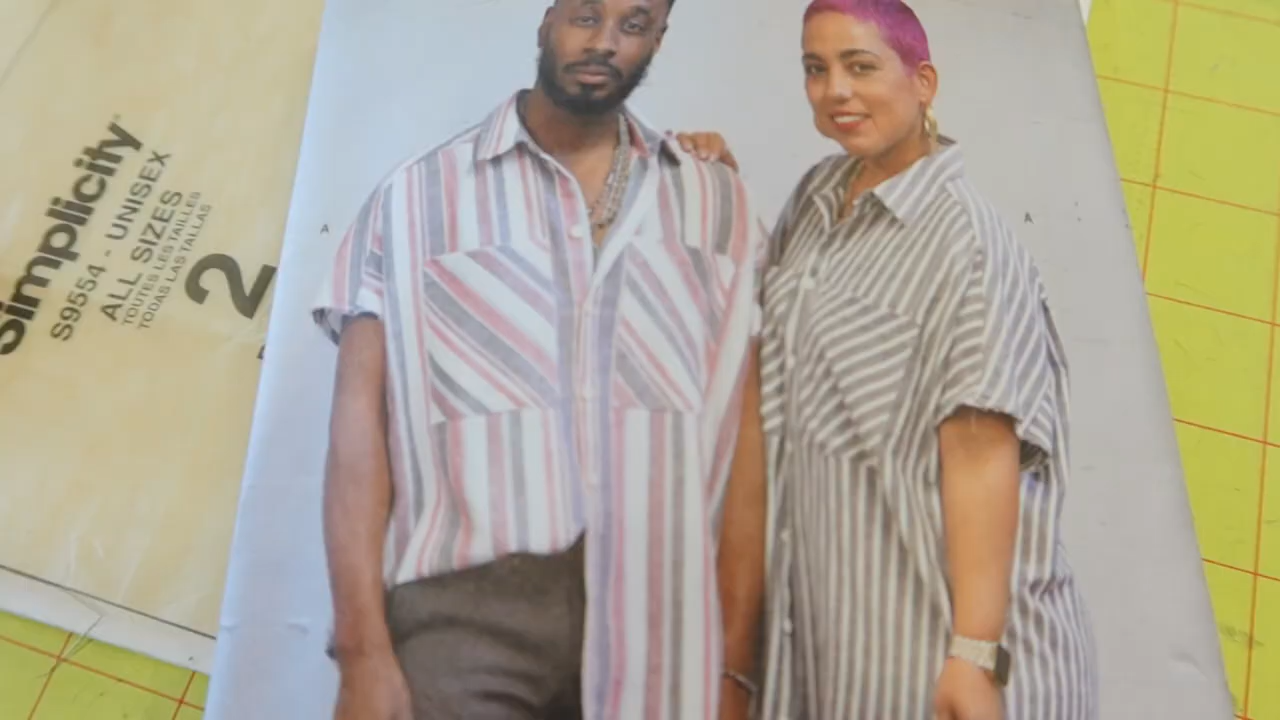 Simplicity®
S9554 - UNISEX
ALL SIZES
TOUTES LES TAILLES
TODAS LAS TALLAS
2
A
A